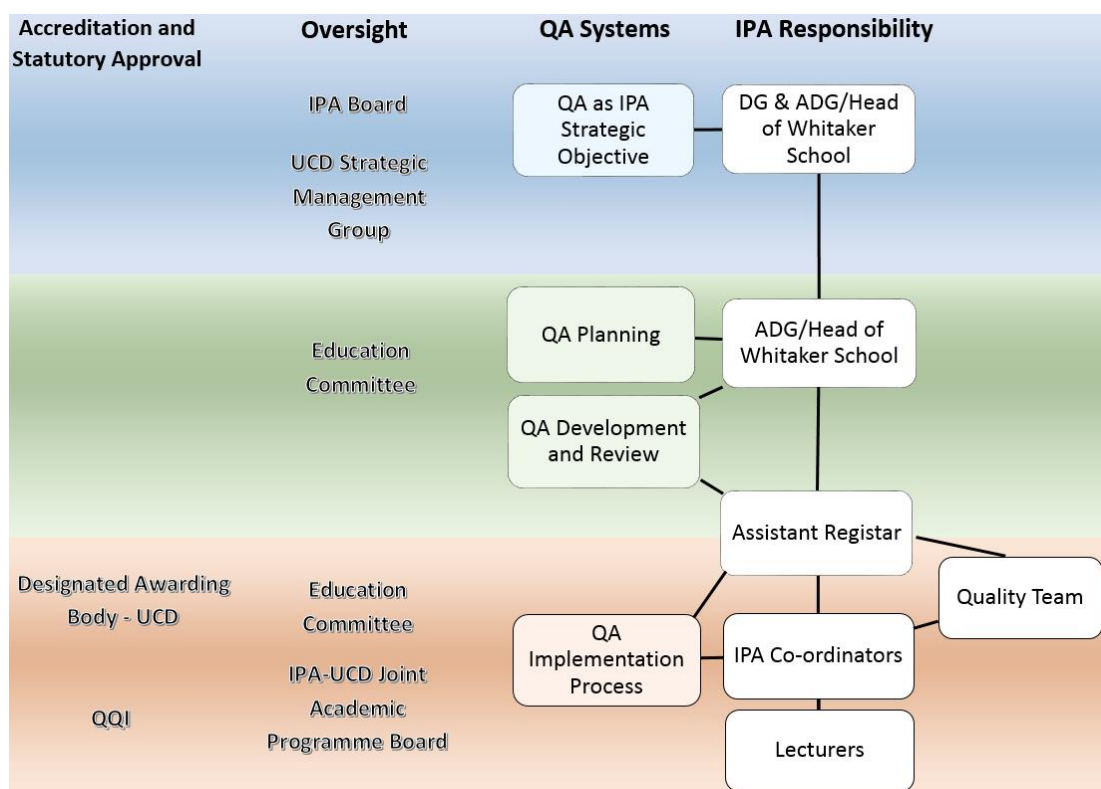 Accreditation and
Statutory Approval
Oversight
QA Systems
IPA Responsibility
IPA Board
UCD Strategic
Management
Group
QA as IPA
Strategic
Objective
DG & ADG/Head
of Whitaker
School
Education
Committee
QA Planning
ADG/Head of
Whitaker School
QA Development
and Review
Assistant Registar
Designated Awarding
Body - UCD
QQI
Education
Committee
IPA-UCD Joint
Academic
Programme Board
QA
Implementation
Process
IPA Co-ordinators
Quality Team
Lecturers